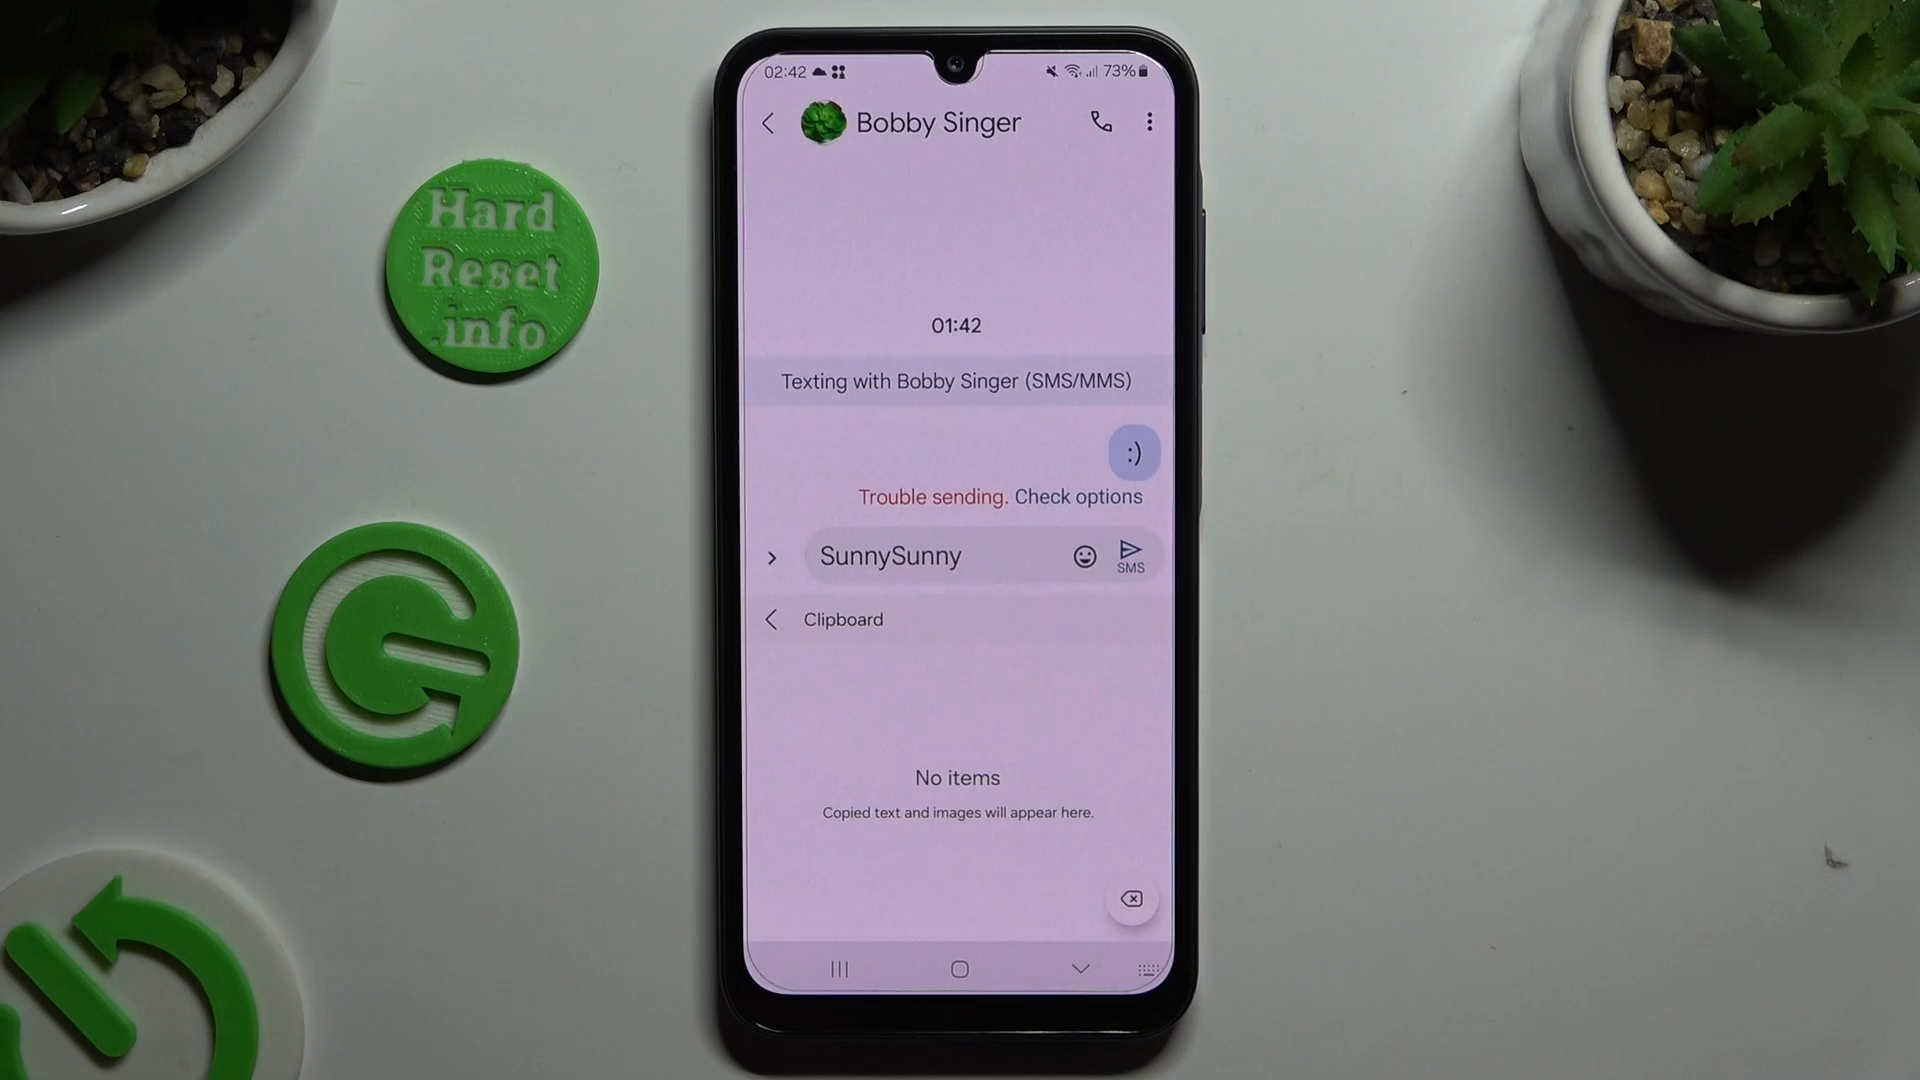 Hard
Reset
.info
02:42
73%
Bobby Singer
01:42
Texting with Bobby Singer (SMS/MMS)
:)
Trouble sending. Check options
SunnySunny
SMS
Clipboard
No items
Copied text and images will appear here.